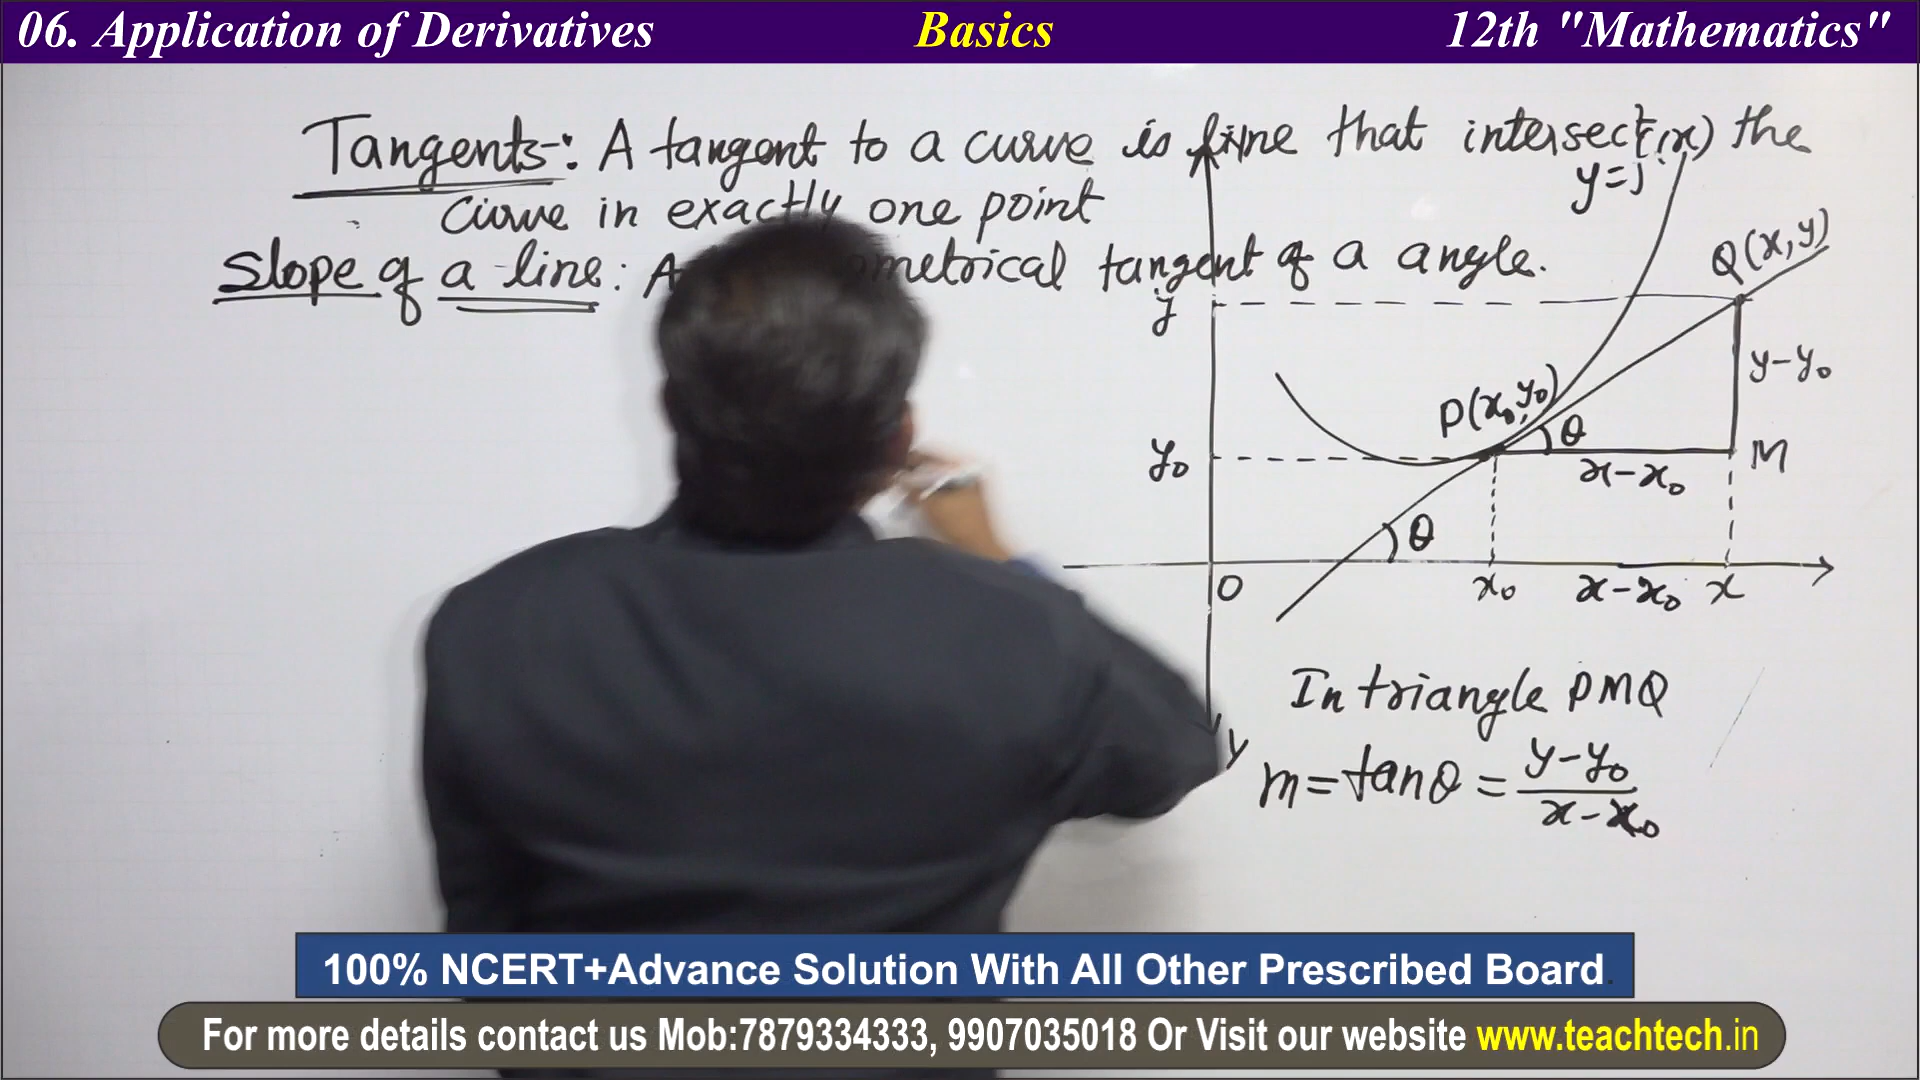 06. Application of Derivatives Basics 12th "Mathematics"
Tangents:- A tangent to a curve is line that intersect the
curve in exactly one point
Slope of a line: A metrical tangent of a angle.
y=f(x)
Q(x,y)
y
y-y₀
P(x₀,y₀)
θ
y₀
M
x-x₀
θ
O x₀ x-x₀ x
In triangle PMQ
y
m=tanθ= y-y₀
x-x₀
100% NCERT+Advance Solution With All Other Prescribed Board.
For more details contact us Mob:7879334333, 9907035018 Or Visit our website www.teachtech.in